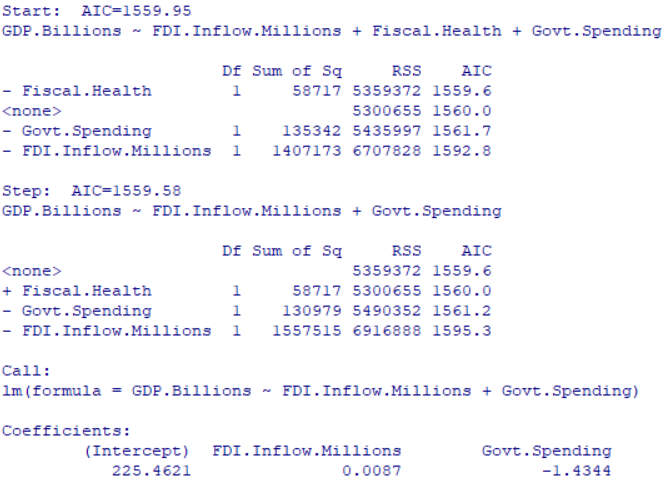 Start:  AIC=1559.95
GDP.Billions ~ FDI.Inflow.Millions + Fiscal.Health + Govt.Spending
Df Sum of Sq     RSS    AIC
- Fiscal.Health        1     58717 5359372 1559.6
<none>                             5300655 1560.0
- Govt.Spending        1    135342 5435997 1561.7
- FDI.Inflow.Millions  1   1407173 6707828 1592.8
Step:  AIC=1559.58
GDP.Billions ~ FDI.Inflow.Millions + Govt.Spending
Df Sum of Sq     RSS    AIC
<none>                             5359372 1559.6
+ Fiscal.Health        1     58717 5300655 1560.0
- Govt.Spending        1    130979 5490352 1561.2
- FDI.Inflow.Millions  1   1557515 6916888 1595.3
Call:
lm(formula = GDP.Billions ~ FDI.Inflow.Millions + Govt.Spending)
Coefficients:
(Intercept)  FDI.Inflow.Millions        Govt.Spending
225.4621               0.0087              -1.4344